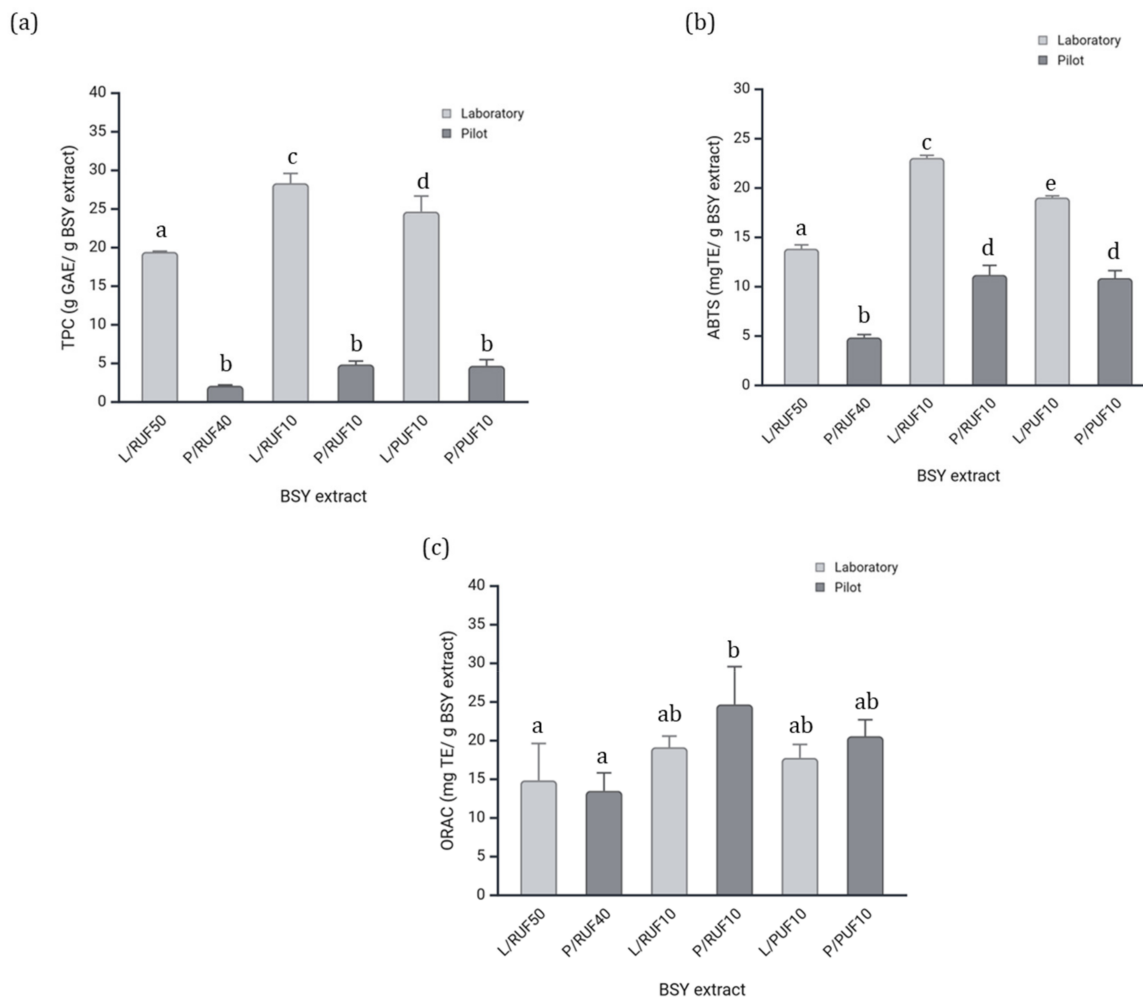 (a)
Laboratory
Pilot
TPC (g GAE/ g BSY extract)
40
35
30
25
20
15
10
5
0
a
b
c
b
d
b
L/RUF50
P/RUF40
L/RUF10
P/RUF10
L/PUF10
P/PUF10
BSY extract
(b)
Laboratory
Pilot
ABTS (mgTE/ g BSY extract)
30
25
20
15
10
5
0
a
b
c
d
e
d
L/RUF50
P/RUF40
L/RUF10
P/RUF10
L/PUF10
P/PUF10
BSY extract
(c)
Laboratory
Pilot
ORAC (mg TE/ g BSY extract)
40
35
30
25
20
15
10
5
0
a
a
ab
b
ab
ab
L/RUF50
P/RUF40
L/RUF10
P/RUF10
L/PUF10
P/PUF10
BSY extract